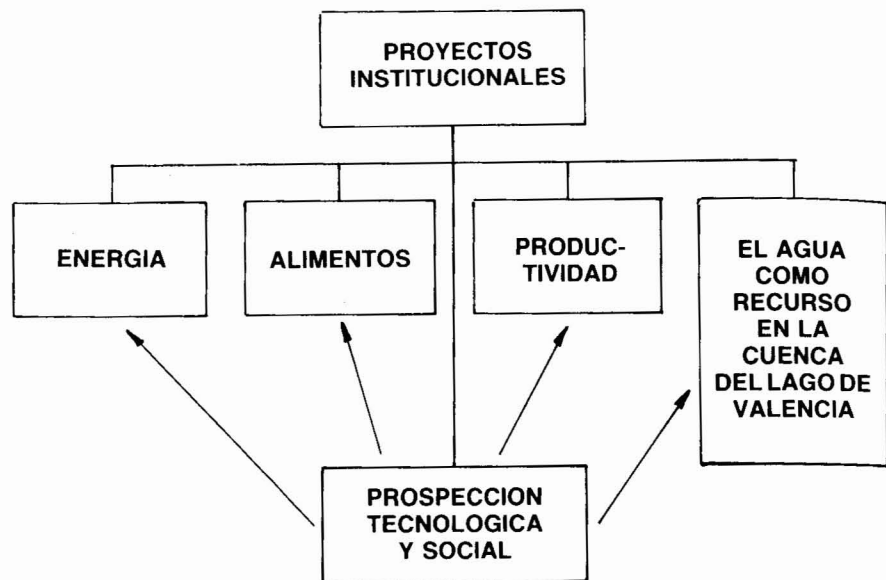 PROYECTOS
INSTITUCIONALES
ENERGIA
ALIMENTOS
PRODUC-
TIVIDAD
EL AGUA
COMO
RECURSO
EN LA
CUENCA
DEL LAGO DE
VALENCIA
PROSPECCION
TECNOLOGICA
Y SOCIAL